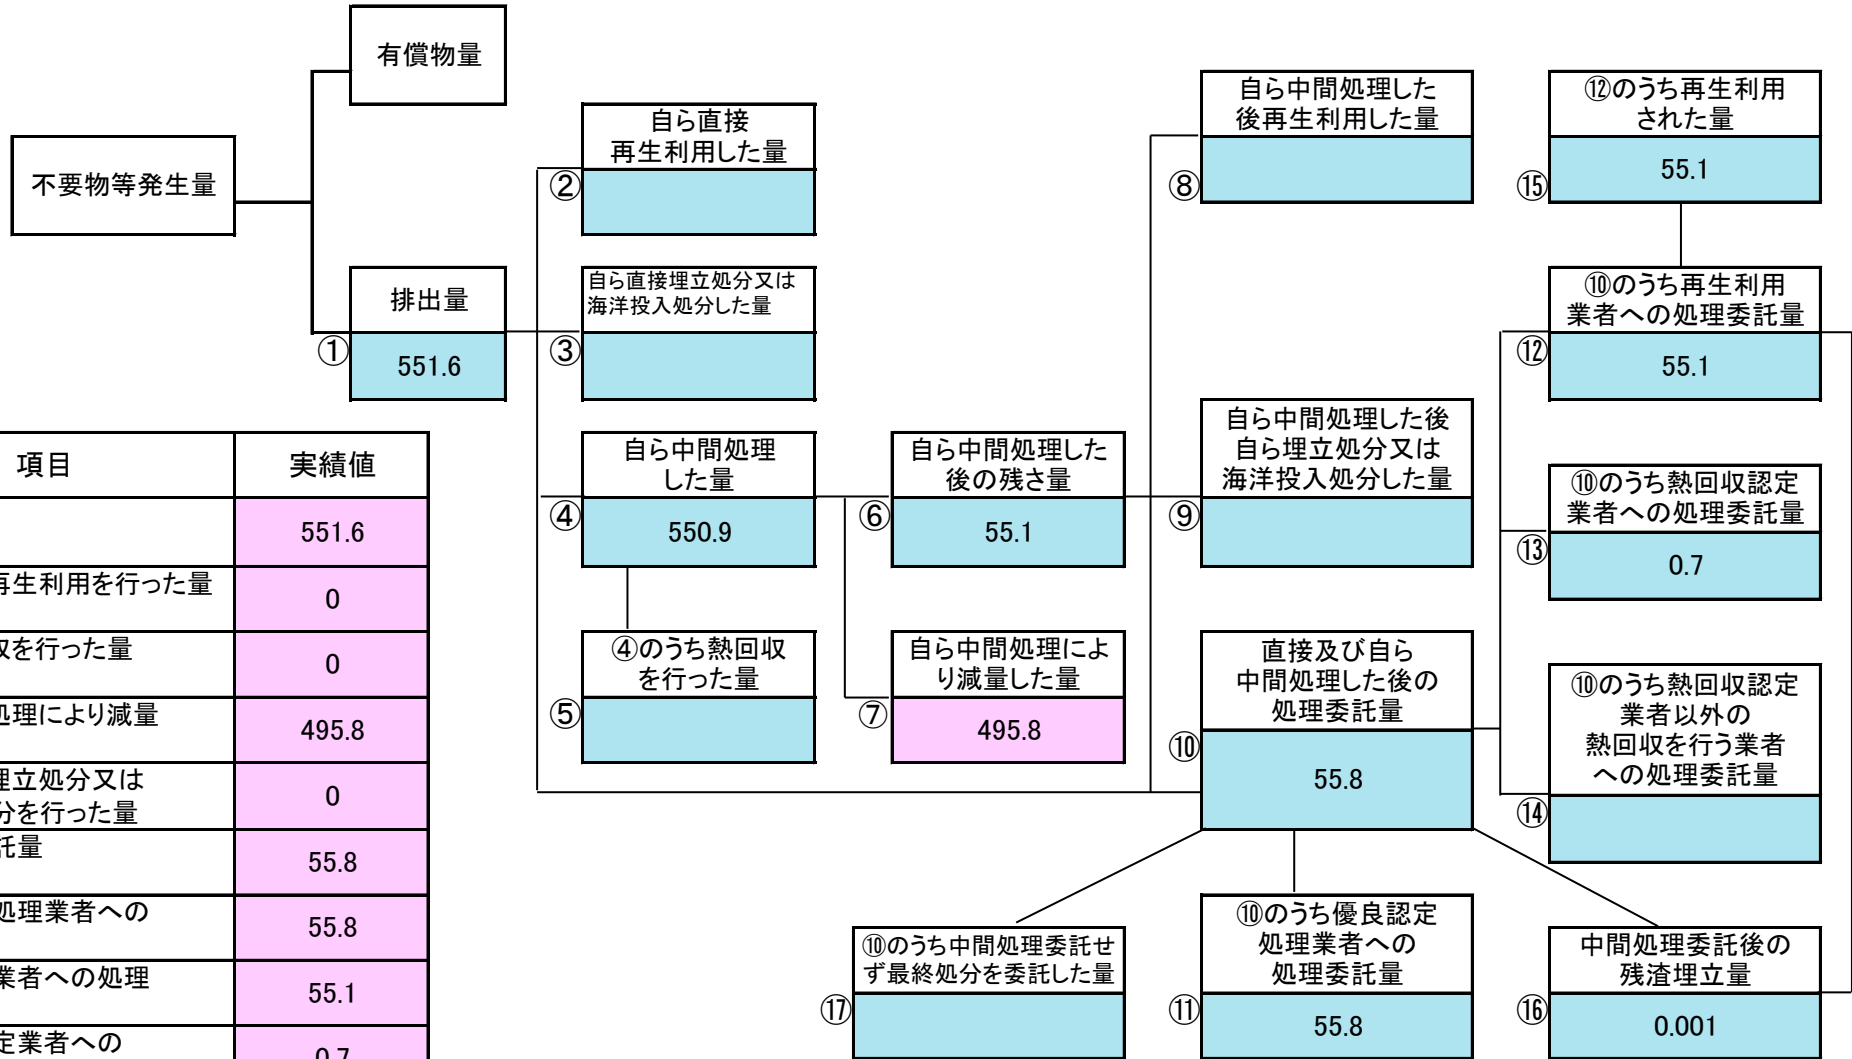 有償物量
不要物等発生量
排出量
①
551.6
自ら直接
再生利用した量
②
自ら直接埋立処分又は
海洋投入処分した量
③
自ら中間処理
した量
④
550.9
④のうち熱回収
を行った量
⑤
自ら中間処理した
後の残さ量
⑥
55.1
自ら中間処理によ
り減量した量
⑦
495.8
自ら中間処理した
後再生利用した量
⑧
自ら中間処理した後
自ら埋立処分又は
海洋投入処分した量
⑨
直接及び自ら
中間処理した後の
処理委託量
⑩
55.8
⑫のうち再生利用
された量
⑮
55.1
⑩のうち再生利用
業者への処理委託量
⑫
55.1
⑩のうち熱回収認定
業者への処理委託量
⑬
0.7
⑩のうち熱回収認定
業者以外の
熱回収を行う業者
への処理委託量
⑭
⑩のうち中間処理委託せ
ず最終処分を委託した量
⑰
⑩のうち優良認定
処理業者への
処理委託量
⑪
55.8
中間処理委託後の
残渣埋立量
⑯
0.001
項目 実績値
551.6
再生利用を行った量
0
を行った量
0
処理により減量
495.8
埋立処分又は
分を行った量
0
託量
55.8
処理業者への
55.8
業者への処理
55.1
定業者への
0.7